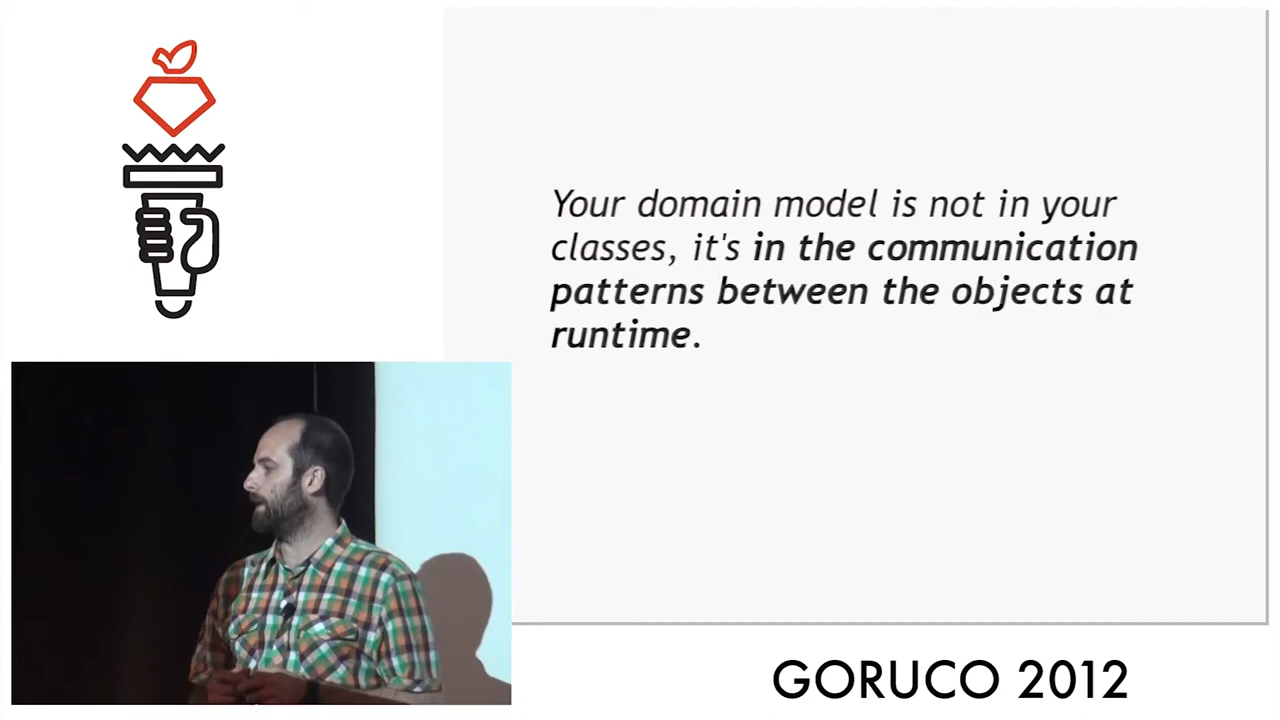 Your domain model is not in your
classes, it's in the communication
patterns between the objects at
runtime.
GORUCO 2012